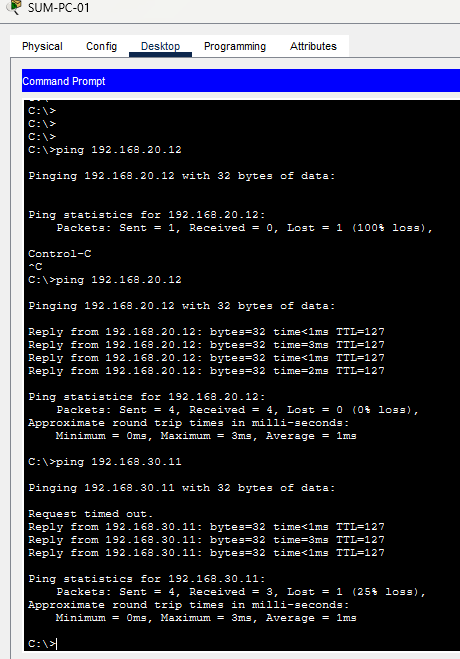 SUM-PC-01
Physical Config Desktop Programming Attributes
Command Prompt
C:\>
C:\>
C:\>
C:\>ping 192.168.20.12
Pinging 192.168.20.12 with 32 bytes of data:
Ping statistics for 192.168.20.12:
Packets: Sent = 1, Received = 0, Lost = 1 (100% loss),
Control-C
^C
C:\>ping 192.168.20.12
Pinging 192.168.20.12 with 32 bytes of data:
Reply from 192.168.20.12: bytes=32 time<1ms TTL=127
Reply from 192.168.20.12: bytes=32 time=3ms TTL=127
Reply from 192.168.20.12: bytes=32 time<1ms TTL=127
Reply from 192.168.20.12: bytes=32 time=2ms TTL=127
Ping statistics for 192.168.20.12:
Packets: Sent = 4, Received = 4, Lost = 0 (0% loss),
Approximate round trip times in milli-seconds:
Minimum = 0ms, Maximum = 3ms, Average = 1ms
C:\>ping 192.168.30.11
Pinging 192.168.30.11 with 32 bytes of data:
Request timed out.
Reply from 192.168.30.11: bytes=32 time<1ms TTL=127
Reply from 192.168.30.11: bytes=32 time=3ms TTL=127
Reply from 192.168.30.11: bytes=32 time<1ms TTL=127
Ping statistics for 192.168.30.11:
Packets: Sent = 4, Received = 3, Lost = 1 (25% loss),
Approximate round trip times in milli-seconds:
Minimum = 0ms, Maximum = 3ms, Average = 1ms
C:\>